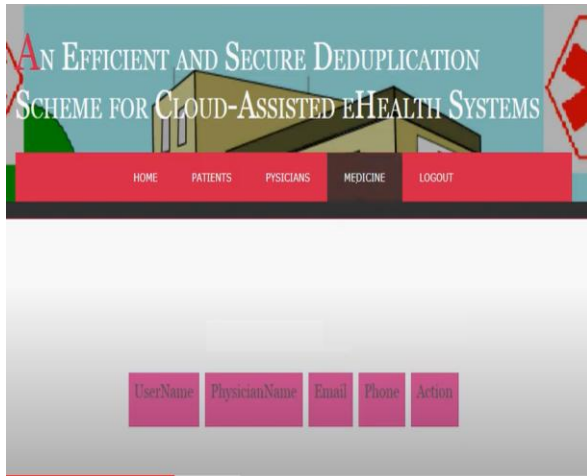 AN EFFICIENT AND SECURE DEDUPLICATION
SCHEME FOR CLOUD-ASSISTED EHEALTH SYSTEMS
HOME PATIENTS PYSICIANS MEDICINE LOGOUT
UserName PhysicianName Email Phone Action